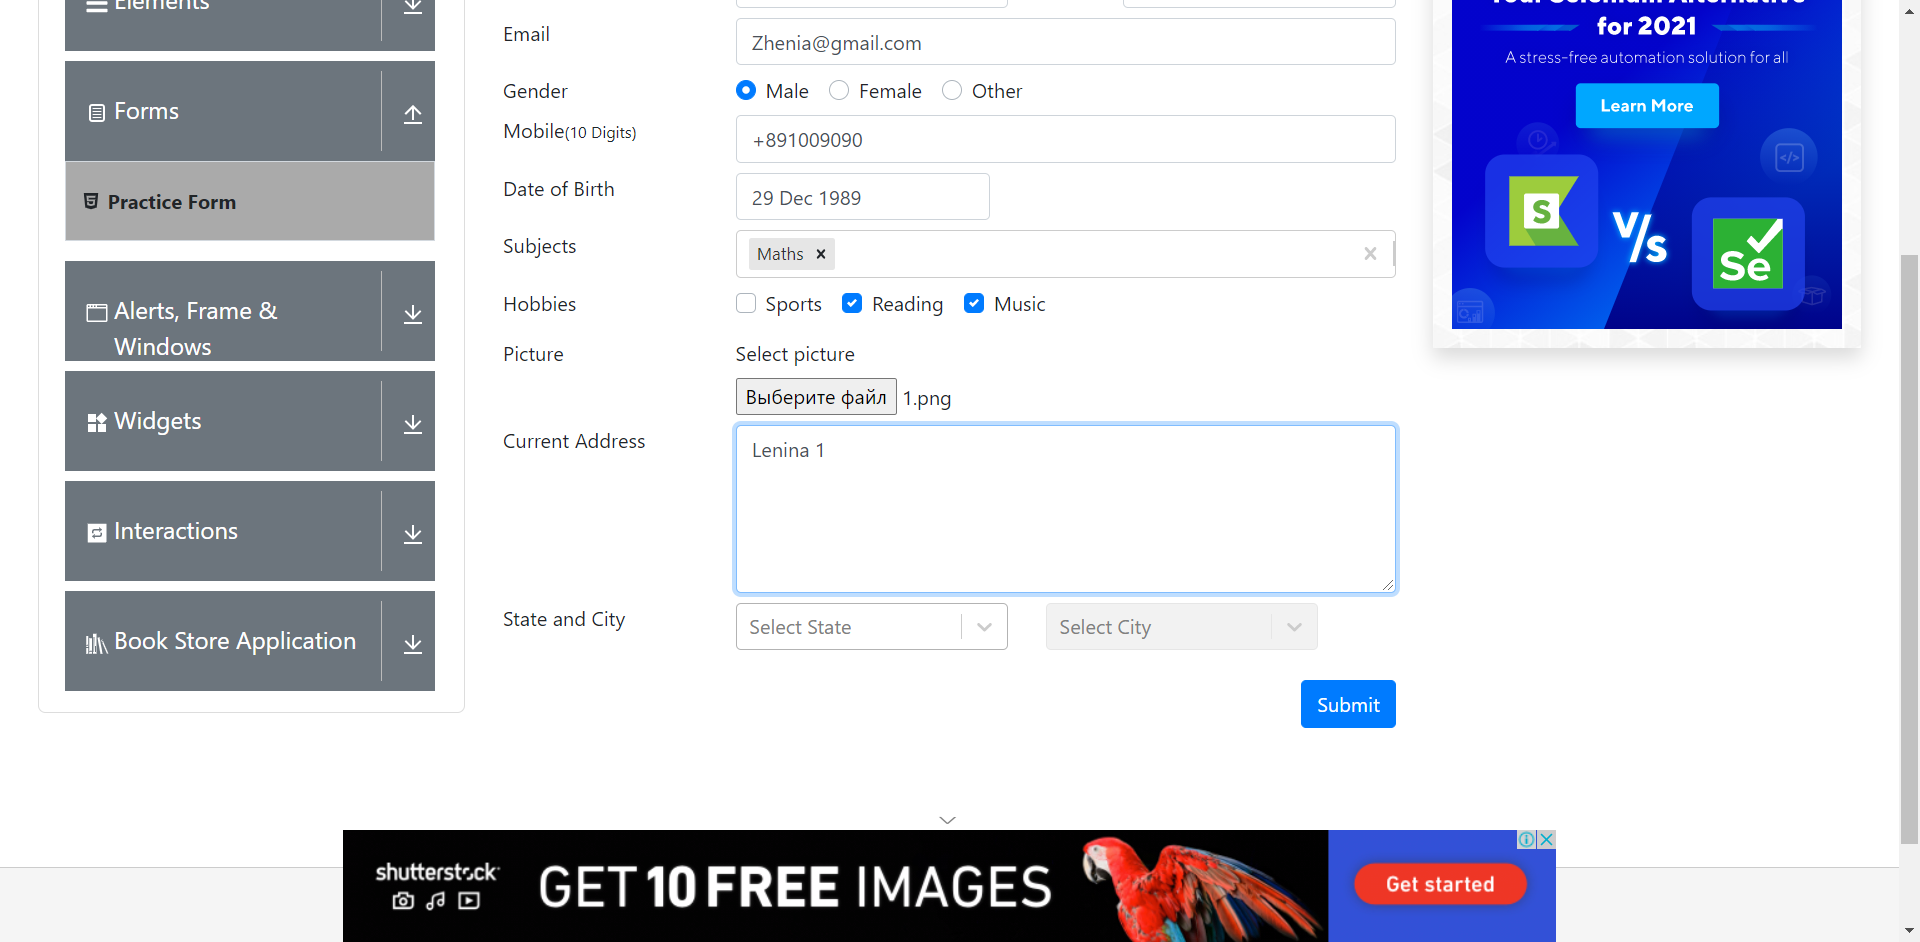 Elements
Forms
Practice Form
Alerts, Frame &
Windows
Widgets
Interactions
Book Store Application
Email
Zhenia@gmail.com
Gender
Male
Female
Other
Mobile(10 Digits)
+891009090
Date of Birth
29 Dec 1989
Subjects
Maths
Hobbies
Sports
Reading
Music
Picture
Select picture
Выберите файл 1.png
Current Address
Lenina 1
State and City
Select State
Select City
Submit
Your Selenium Alternative
for 2021
A stress-free automation solution for all
Learn More
S
V/s
Se
shutterstock
GET 10 FREE IMAGES
Get started